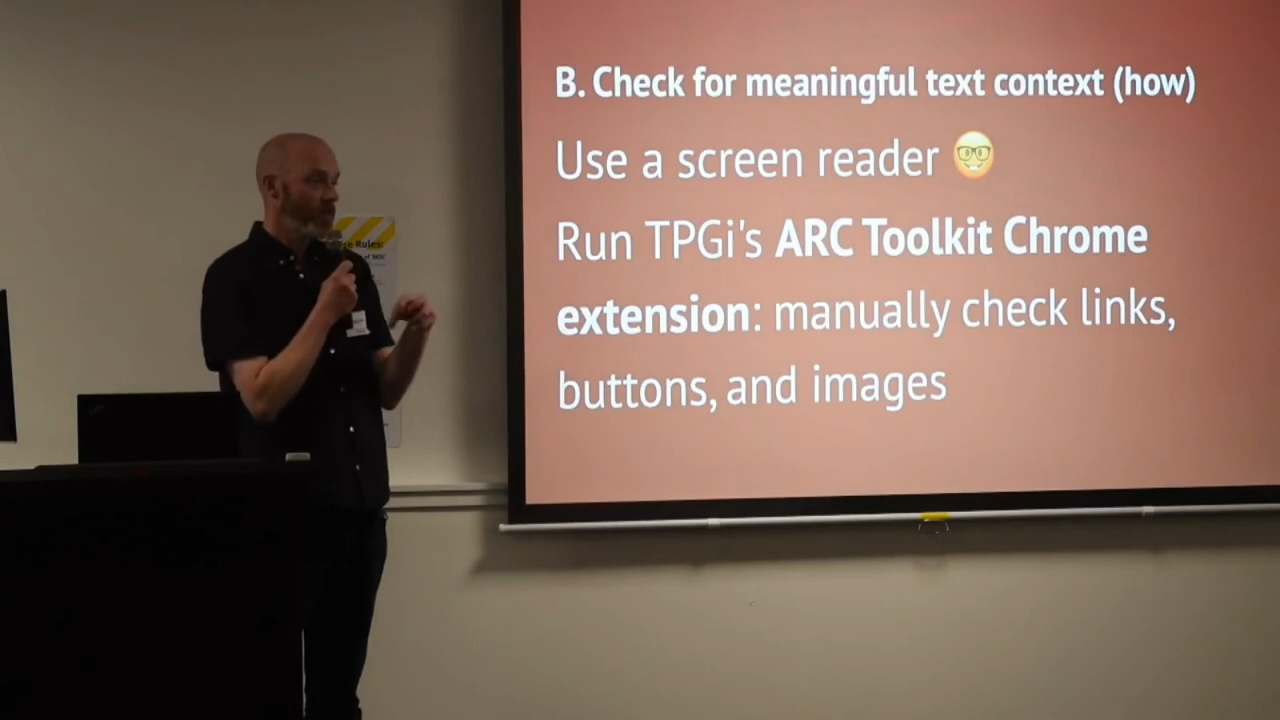 B. Check for meaningful text context (how)
Use a screen reader 🤓
Run TPGi's ARC Toolkit Chrome
extension: manually check links,
buttons, and images
Rules!